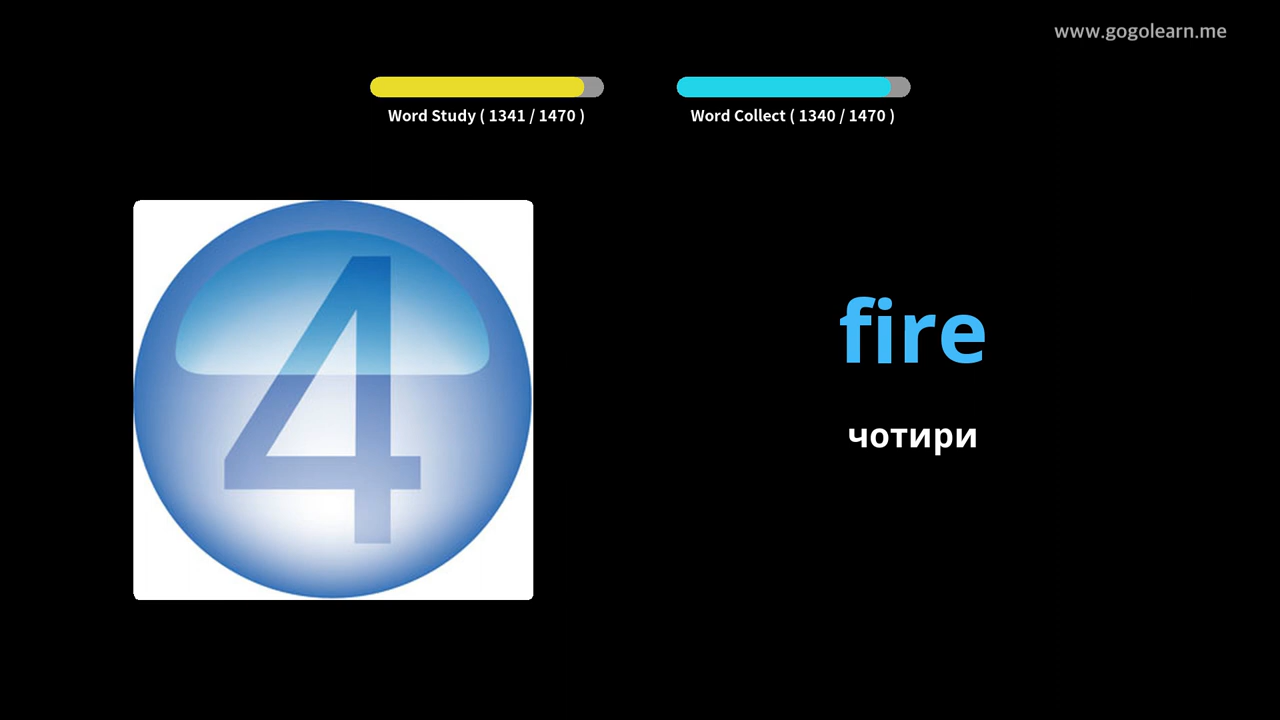 www.gogolearn.me
Word Study ( 1341 / 1470 )
Word Collect ( 1340 / 1470 )
4
fire
чотири